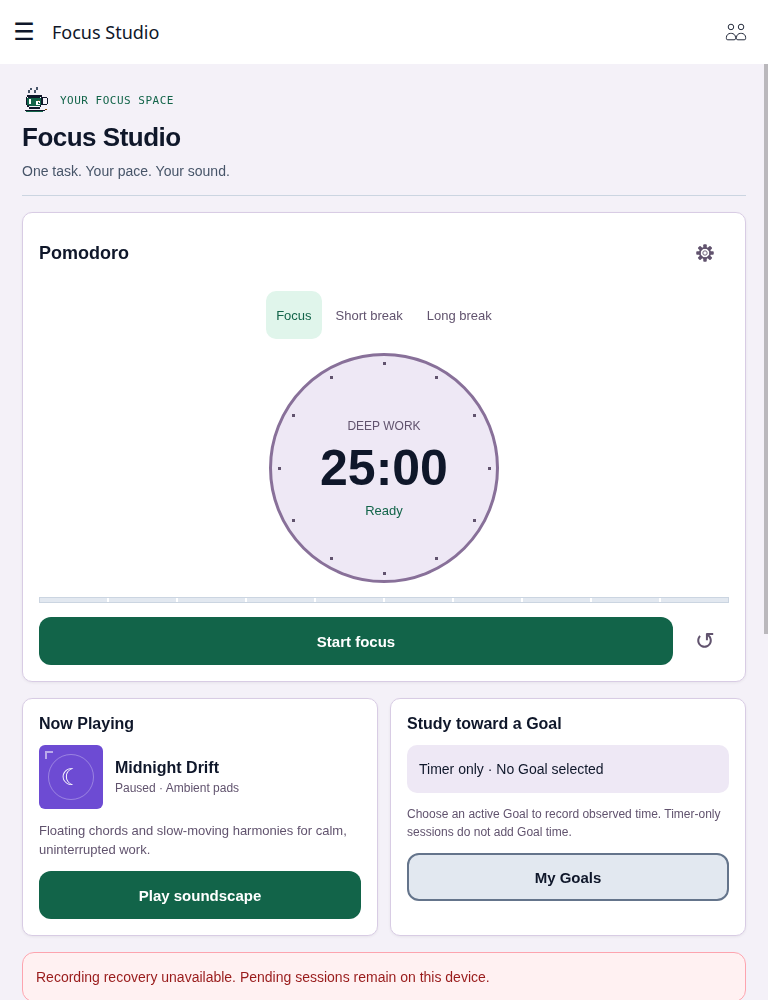 Focus Studio
YOUR FOCUS SPACE
Focus Studio
One task. Your pace. Your sound.
Pomodoro
Focus Short break Long break
DEEP WORK
25:00
Ready
Start focus
Now Playing
Midnight Drift
Paused · Ambient pads
Floating chords and slow-moving harmonies for calm,
uninterrupted work.
Play soundscape
Study toward a Goal
Timer only · No Goal selected
Choose an active Goal to record observed time. Timer-only
sessions do not add Goal time.
My Goals
Recording recovery unavailable. Pending sessions remain on this device.